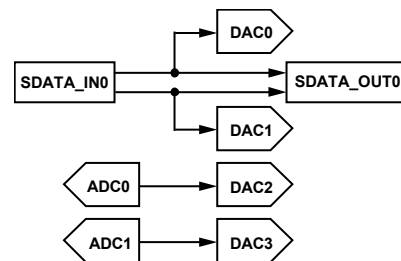 DAC0
SDATA_IN0
SDATA_OUT0
DAC1
ADC0
DAC2
ADC1
DAC3